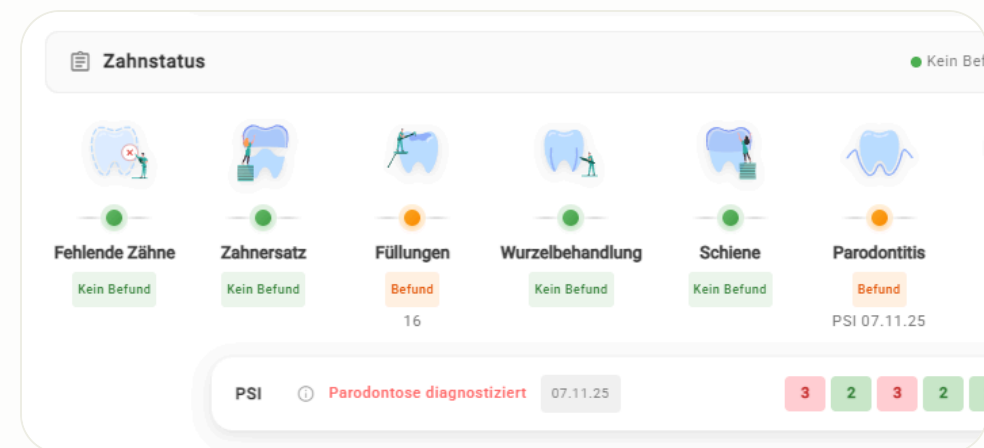 Zahnstatus
Kein Bef
Fehlende Zähne Zahnersatz Füllungen Wurzelbehandlung Schiene Parodontitis
Kein Befund Kein Befund Befund Kein Befund Kein Befund Befund
16 PSI 07.11.25
PSI Parodontose diagnostiziert 07.11.25 3 2 3 2